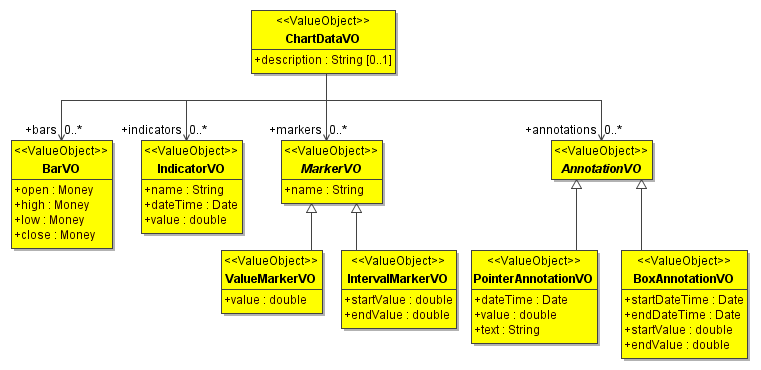 <<ValueObject>>
ChartDataVO
+description : String [0..1]
+bars 0..*
+indicators 0..*
+markers 0..*
+annotations 0..*
<<ValueObject>>
BarVO
+open : Money
+high : Money
+low : Money
+close : Money
<<ValueObject>>
IndicatorVO
+name : String
+dateTime : Date
+value : double
<<ValueObject>>
MarkerVO
+name : String
<<ValueObject>>
AnnotationVO
<<ValueObject>>
ValueMarkerVO
+value : double
<<ValueObject>>
IntervalMarkerVO
+startValue : double
+endValue : double
<<ValueObject>>
PointerAnnotationVO
+dateTime : Date
+value : double
+text : String
<<ValueObject>>
BoxAnnotationVO
+startDateTime : Date
+endDateTime : Date
+startValue : double
+endValue : double